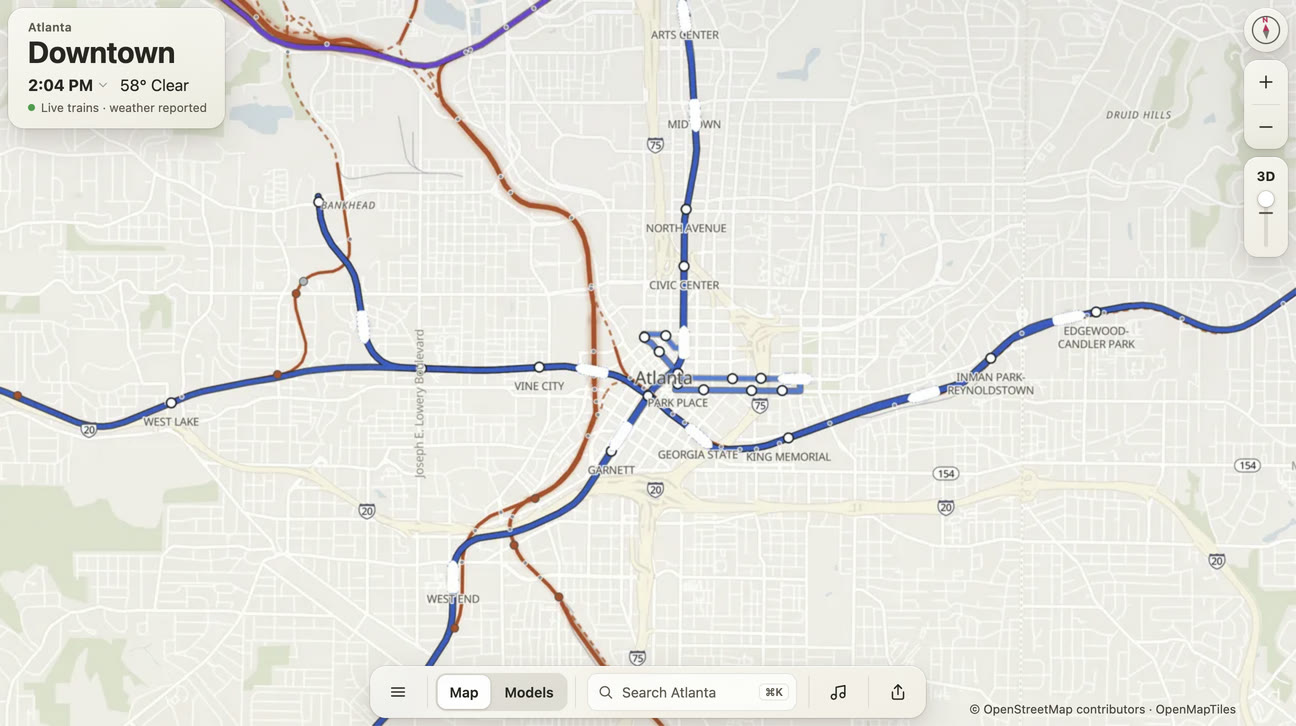 Atlanta
Downtown
2:04 PM 58° Clear
Live trains · weather reported
N
3D
ARTS CENTER
MIDTOWN
DRUID HILLS
75
BANKHEAD
NORTH AVENUE
CIVIC CENTER
EDGEWOOD-
CANDLER PARK
Joseph E. Lowery Boulevard
VINE CITY
Atlanta
INMAN PARK-
REYNOLDSTOWN
PARK PLACE
75
WEST LAKE
20
GEORGIA STATE
KING MEMORIAL
GARNETT
154
154
20
20
20
20
WEST END
75
Map
Models
Search Atlanta
⌘K
© OpenStreetMap contributors · OpenMapTiles